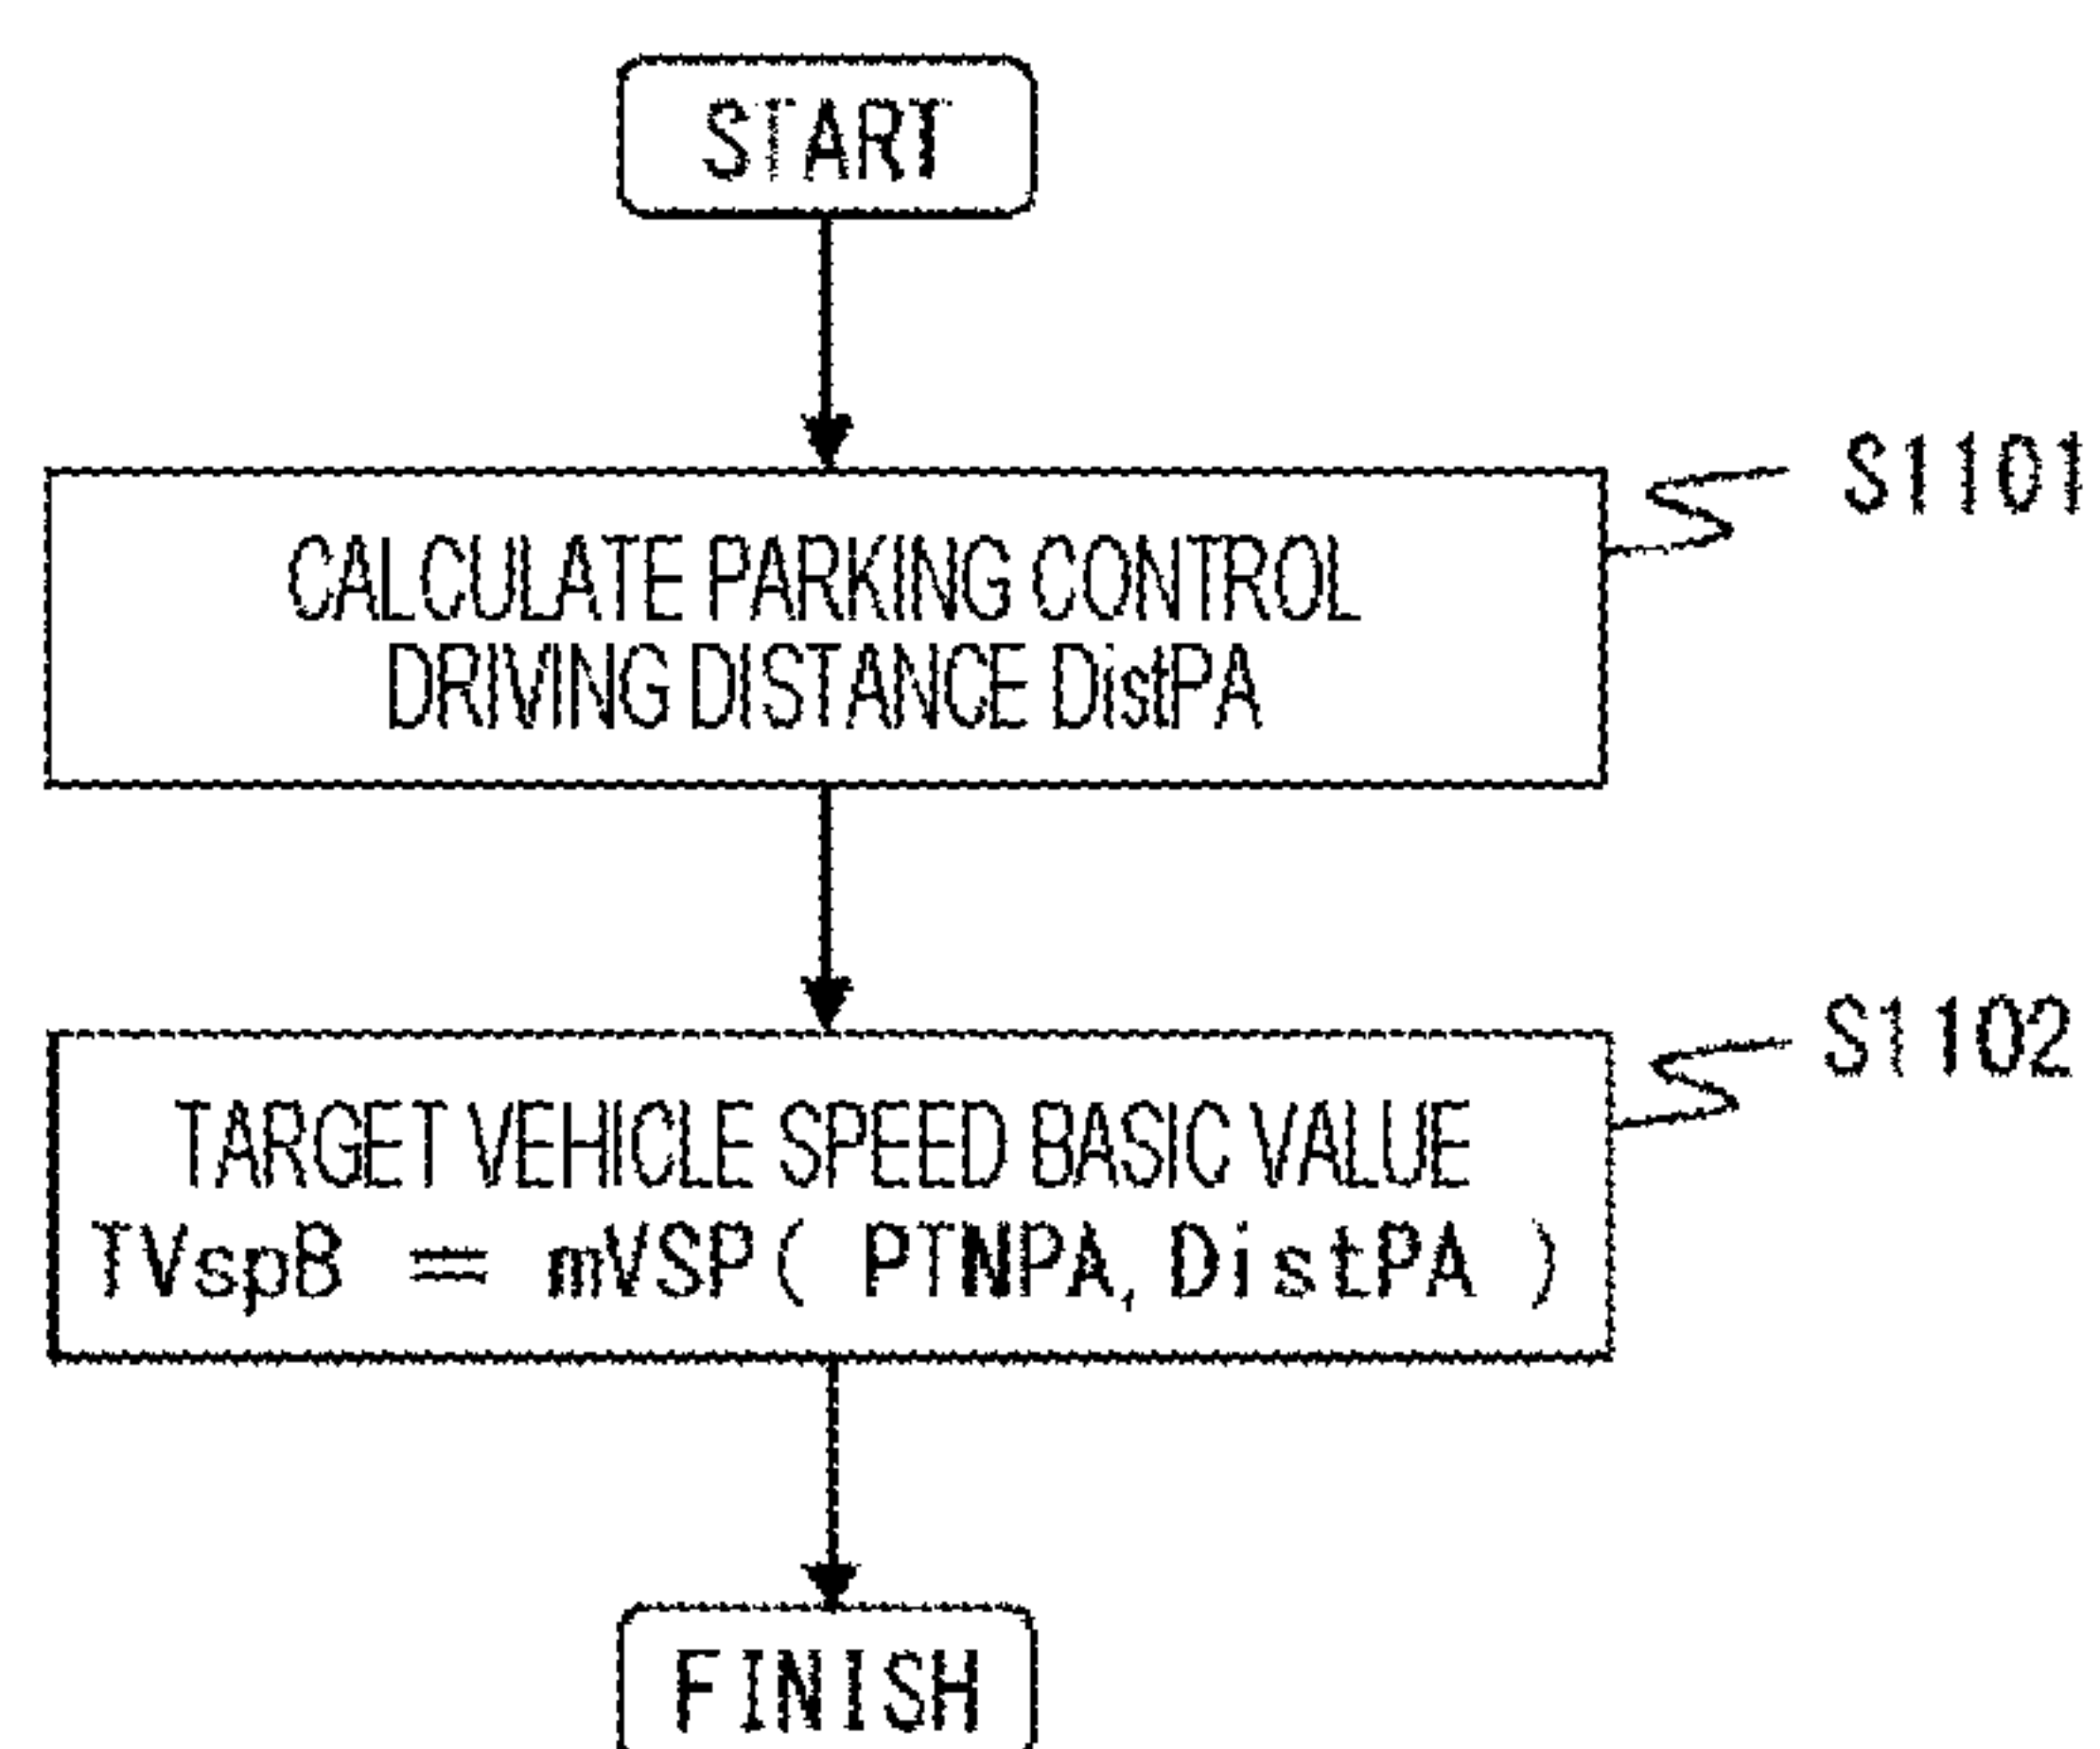 START
S1101
CALCULATE PARKING CONTROL
DRIVING DISTANCE DistPA
S1102
TARGET VEHICLE SPEED BASIC VALUE
TVspB = mVSP( PTNPA, DistPA )
FINISH